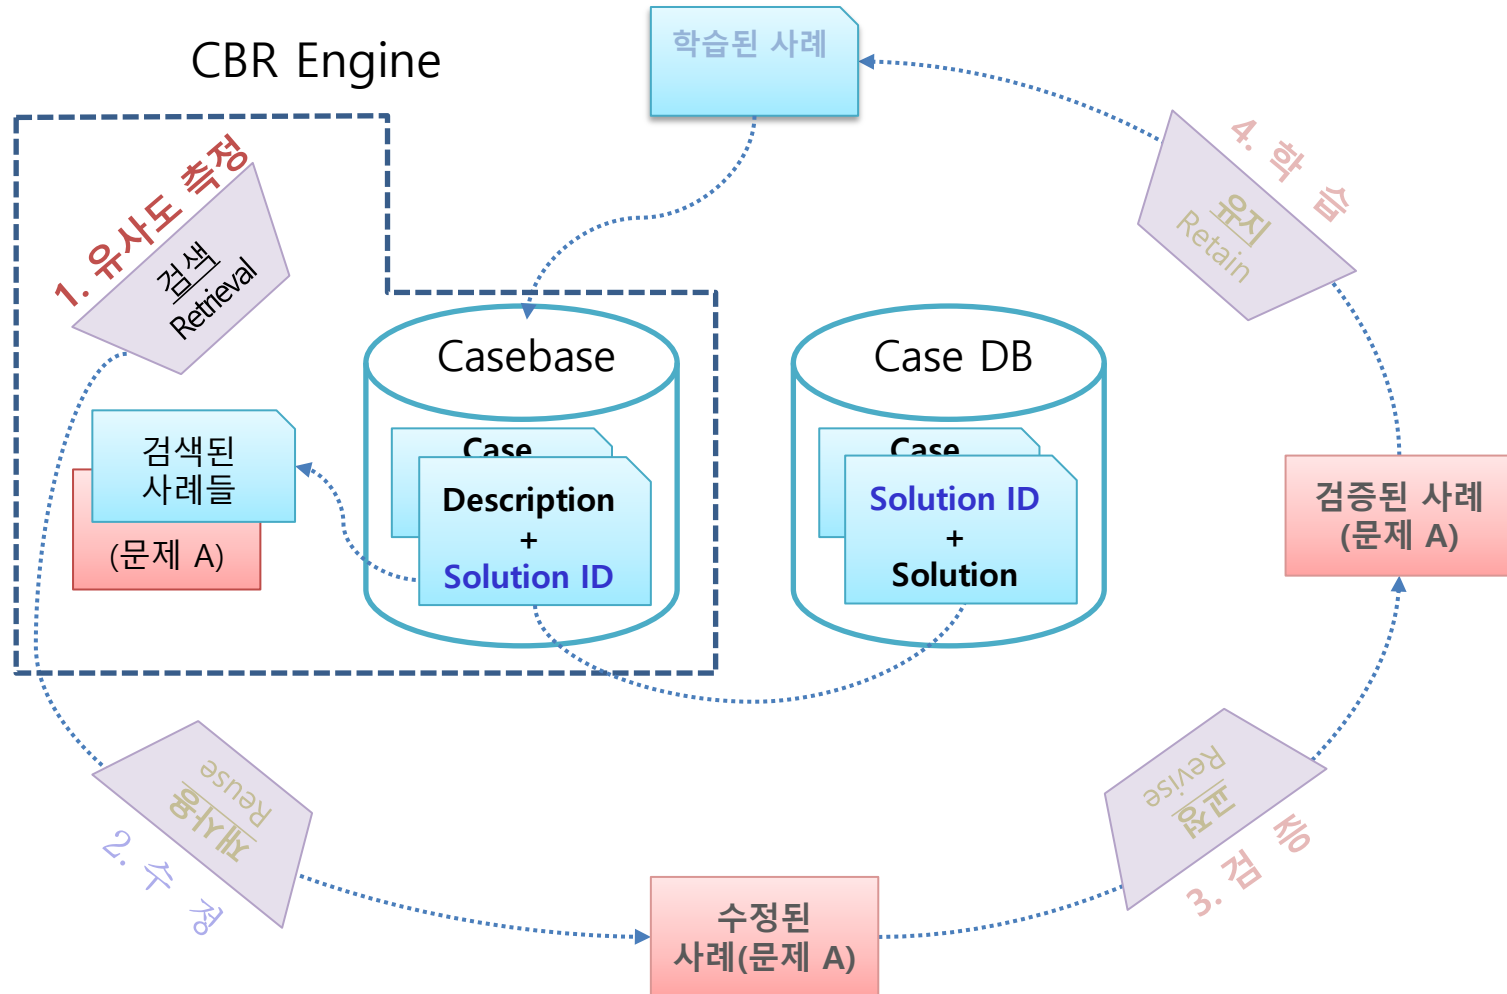 CBR Engine
학습된 사례
1. 유사도 측정
검색
Retrieval
4. 학 습
유지
Retain
Casebase
Case
Description
+
Solution ID
Case DB
Case
Solution ID
+
Solution
검색된
사례들
(문제 A)
검증된 사례
(문제 A)
Reuse
재사용
2. 수 정
Revise
교정
3. 검 증
수정된
사례(문제 A)